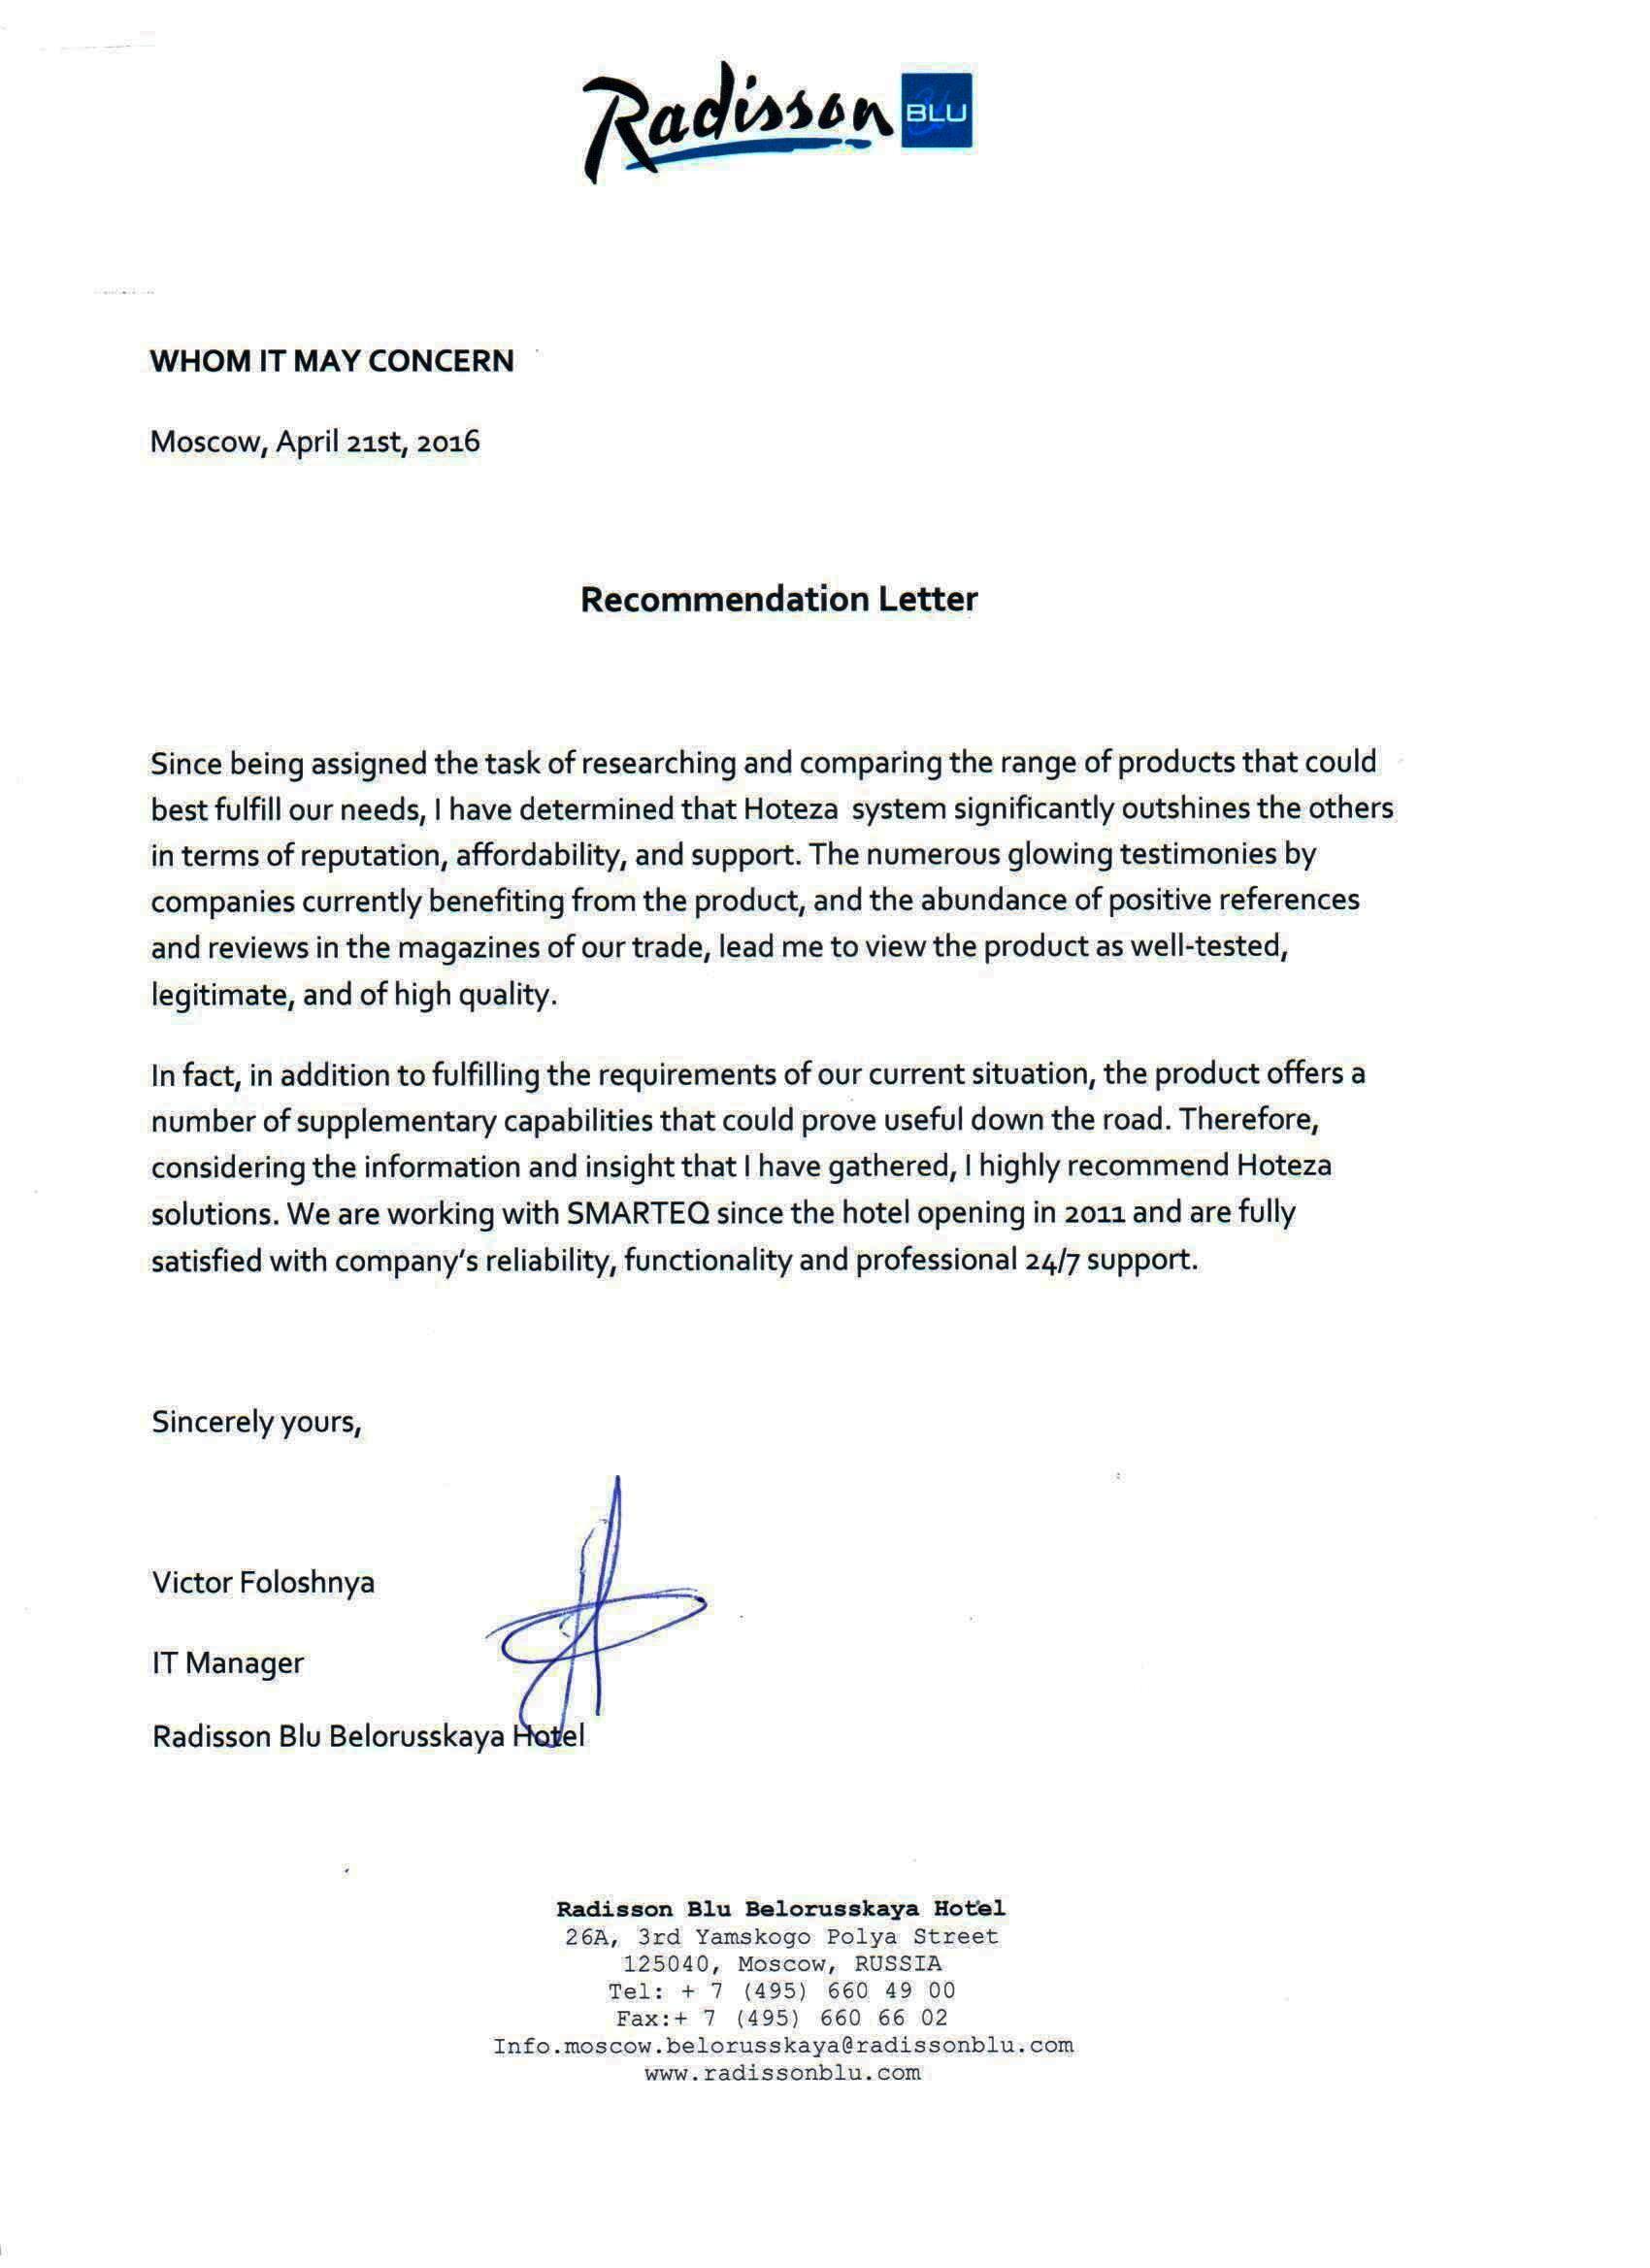 Radisson BLU
WHOM IT MAY CONCERN
Moscow, April 21st, 2016
Recommendation Letter
Since being assigned the task of researching and comparing the range of products that could
best fulfill our needs, I have determined that Hoteza system significantly outshines the others
in terms of reputation, affordability, and support. The numerous glowing testimonies by
companies currently benefiting from the product, and the abundance of positive references
and reviews in the magazines of our trade, lead me to view the product as well-tested,
legitimate, and of high quality.
In fact, in addition to fulfilling the requirements of our current situation, the product offers a
number of supplementary capabilities that could prove useful down the road. Therefore,
considering the information and insight that I have gathered, I highly recommend Hoteza
solutions. We are working with SMARTEQ since the hotel opening in 2011 and are fully
satisfied with company's reliability, functionality and professional 24/7 support.
Sincerely yours,
Victor Foloshnya
IT Manager
Radisson Blu Belorusskaya Hotel
Radisson Blu Belorusskaya Hotel
26A, 3rd Yamskogo Polya Street
125040, Moscow, RUSSIA
Tel: + 7 (495) 660 49 00
Fax:+ 7 (495) 660 66 02
Info.moscow.belorusskaya@radissonblu.com
www.radissonblu.com